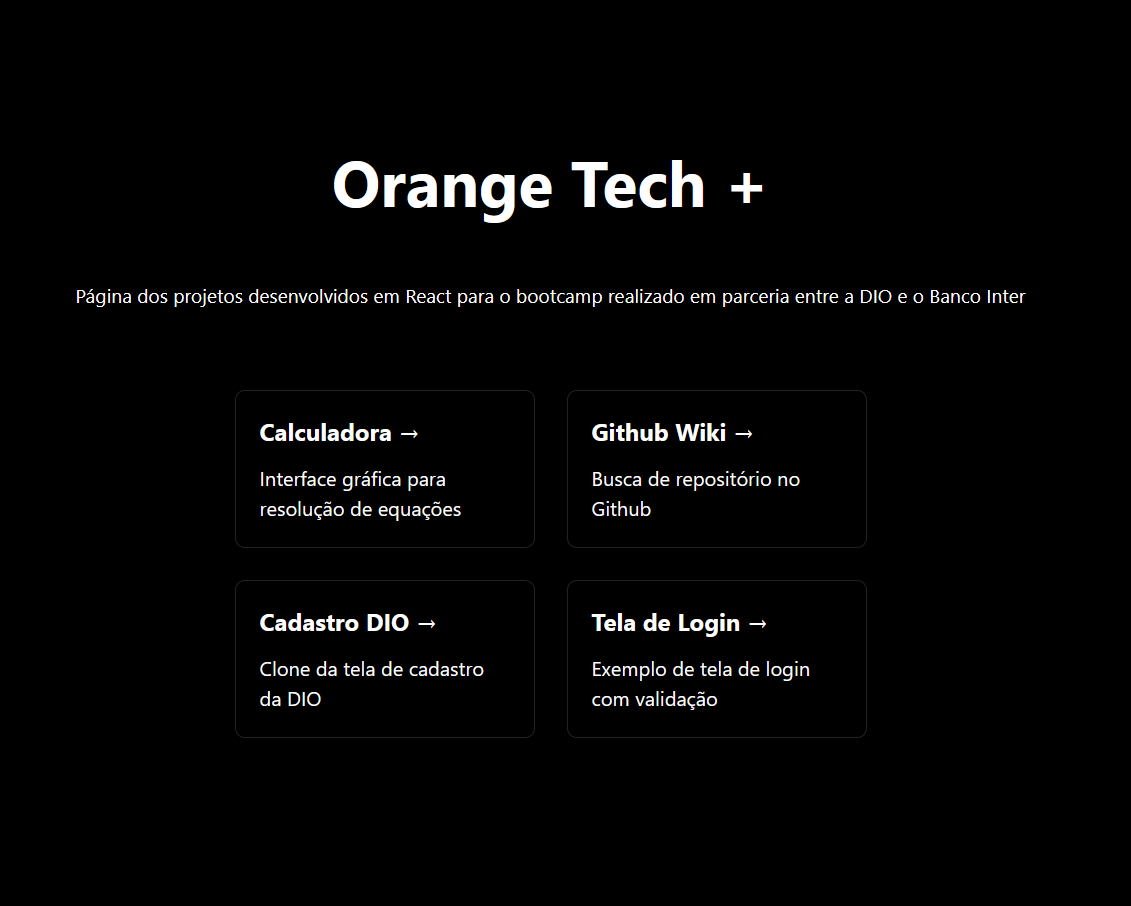 Orange Tech +
Página dos projetos desenvolvidos em React para o bootcamp realizado em parceria entre a DIO e o Banco Inter
Calculadora →
Interface gráfica para
resolução de equações
Github Wiki →
Busca de repositório no
Github
Cadastro DIO →
Clone da tela de cadastro
da DIO
Tela de Login →
Exemplo de tela de login
com validação